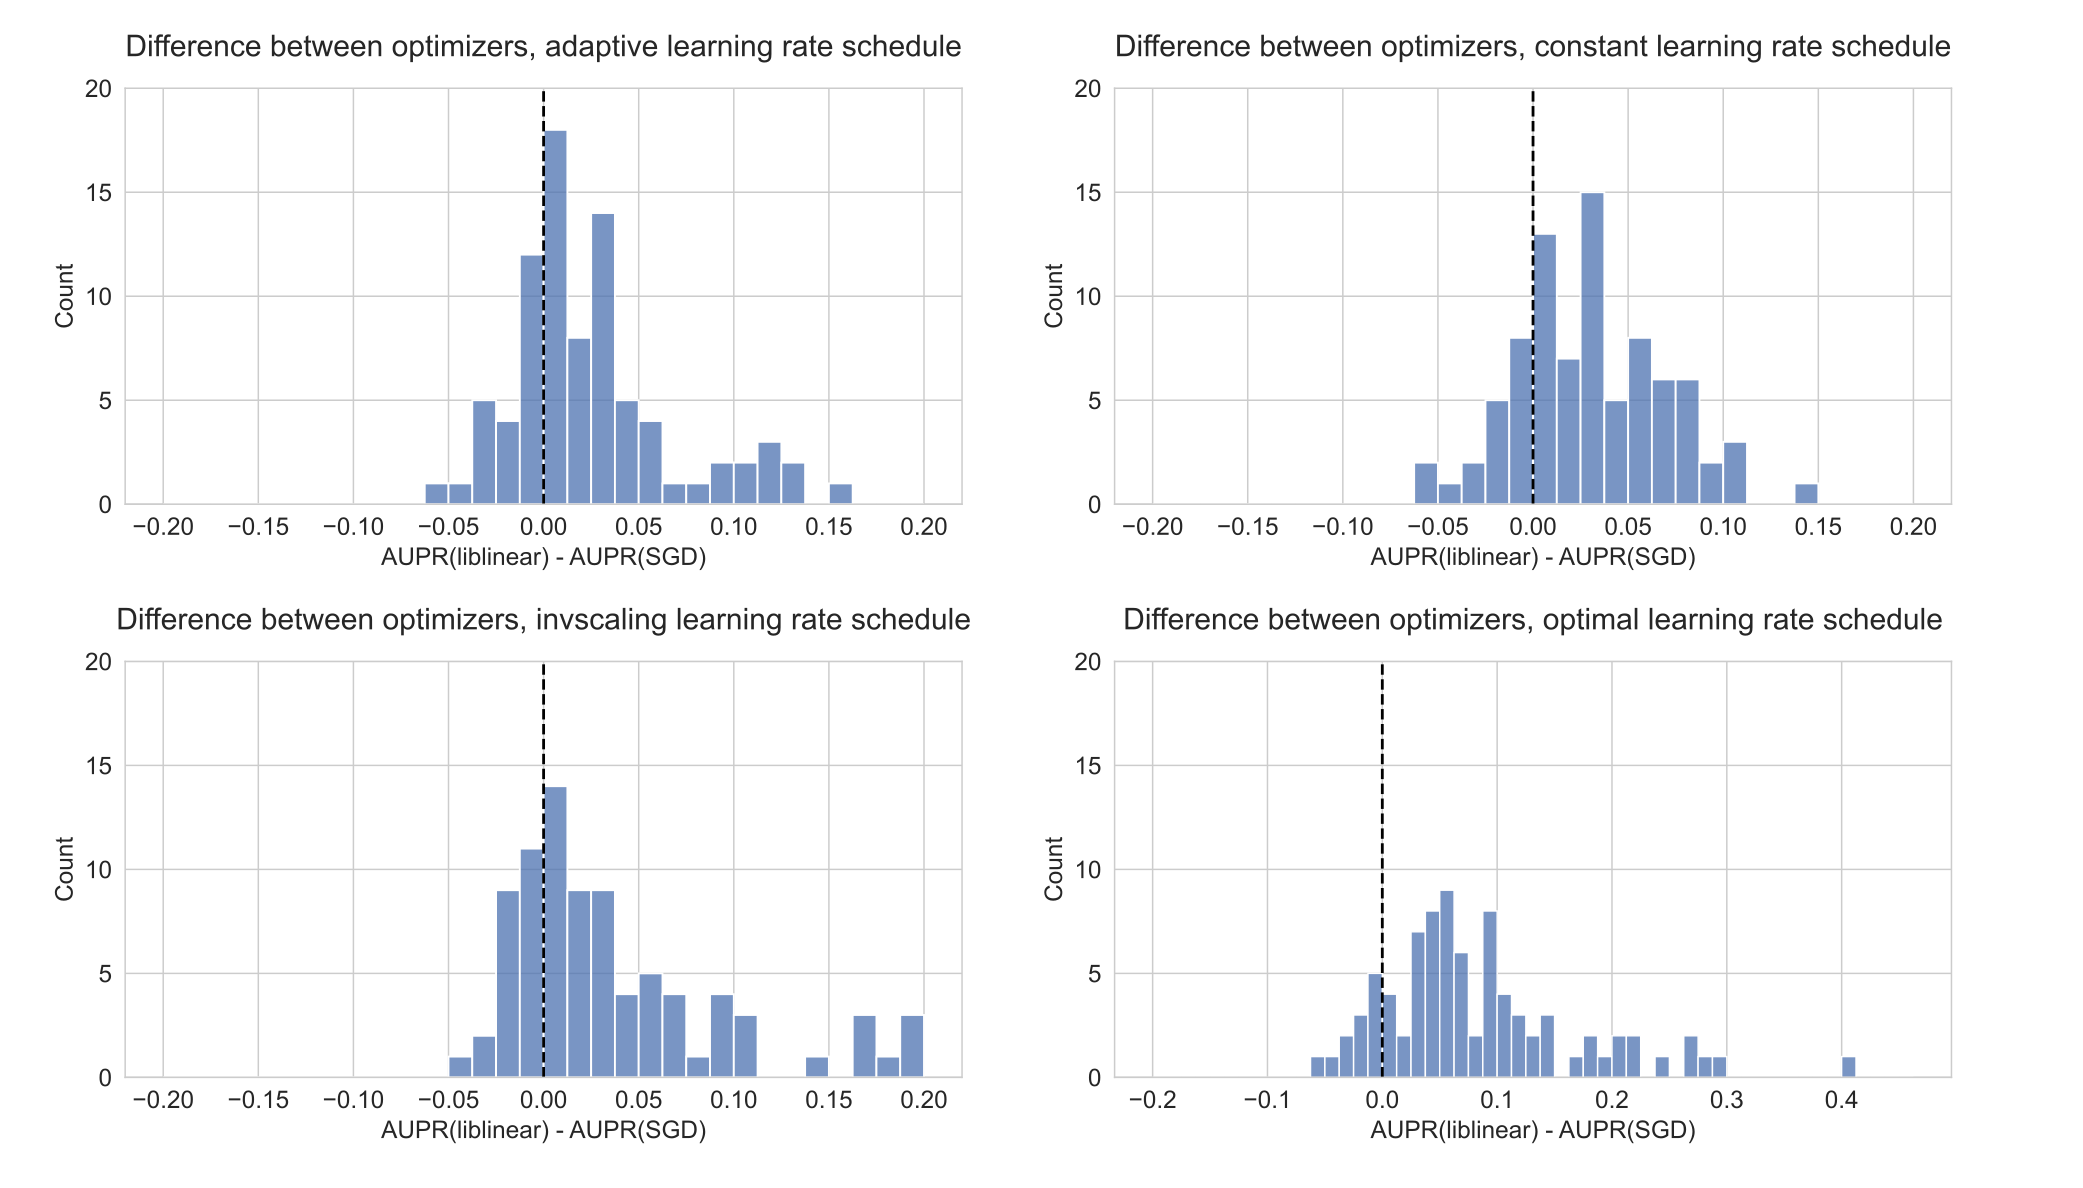 Difference between optimizers, adaptive learning rate schedule
20
15
10
5
0
Count
−0.20 −0.15 −0.10 −0.05 0.00 0.05 0.10 0.15 0.20
AUPR(liblinear) - AUPR(SGD)
Difference between optimizers, constant learning rate schedule
20
15
10
5
0
Count
−0.20 −0.15 −0.10 −0.05 0.00 0.05 0.10 0.15 0.20
AUPR(liblinear) - AUPR(SGD)
Difference between optimizers, invscaling learning rate schedule
20
15
10
5
0
Count
−0.20 −0.15 −0.10 −0.05 0.00 0.05 0.10 0.15 0.20
AUPR(liblinear) - AUPR(SGD)
Difference between optimizers, optimal learning rate schedule
20
15
10
5
0
Count
−0.2 −0.1 0.0 0.1 0.2 0.3 0.4
AUPR(liblinear) - AUPR(SGD)